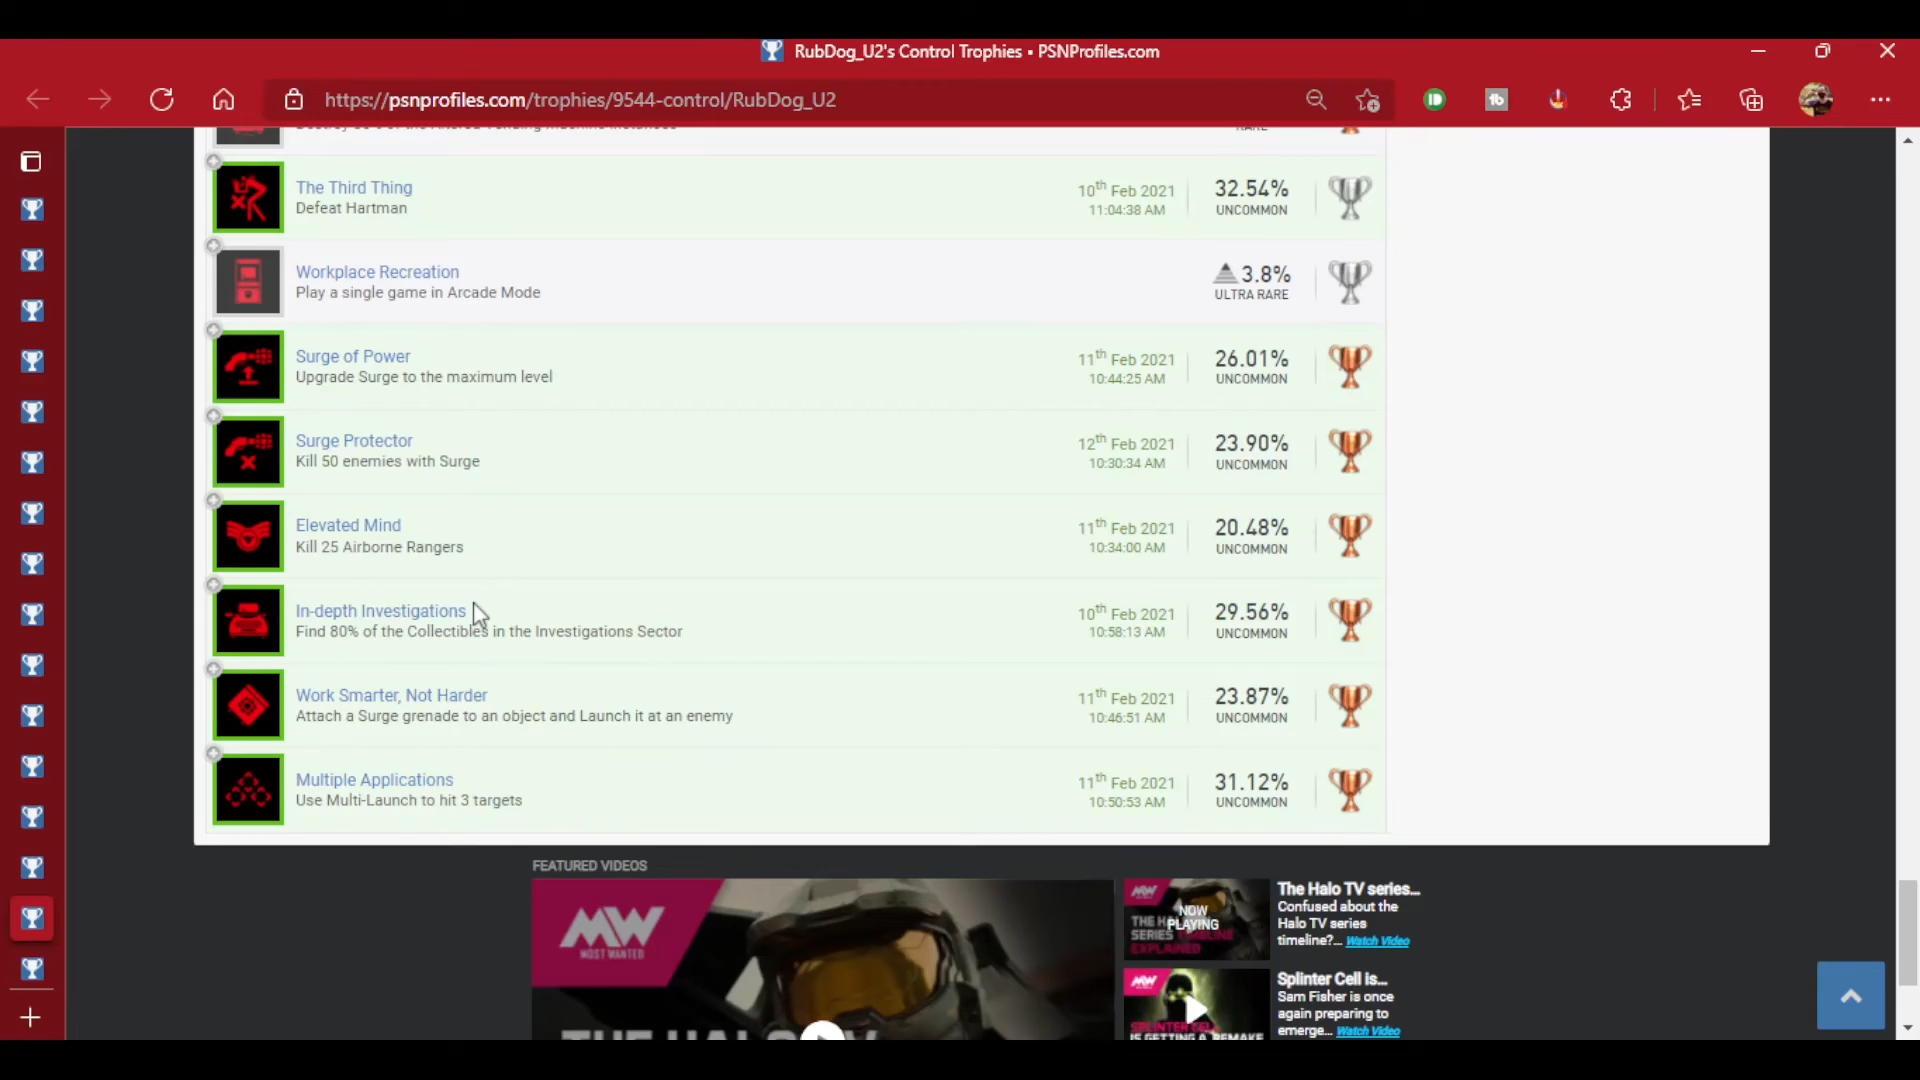 RubDog_U2's Control Trophies • PSNProfiles.com
https://psnprofiles.com/trophies/9544-control/RubDog_U2
RARE
The Third Thing
Defeat Hartman
10th Feb 2021
11:04:38 AM
32.54%
UNCOMMON
Workplace Recreation
Play a single game in Arcade Mode
3.8%
ULTRA RARE
Surge of Power
Upgrade Surge to the maximum level
11th Feb 2021
10:44:25 AM
26.01%
UNCOMMON
Surge Protector
Kill 50 enemies with Surge
12th Feb 2021
10:30:34 AM
23.90%
UNCOMMON
Elevated Mind
Kill 25 Airborne Rangers
11th Feb 2021
10:34:00 AM
20.48%
UNCOMMON
In-depth Investigations
Find 80% of the Collectibles in the Investigations Sector
10th Feb 2021
10:58:13 AM
29.56%
UNCOMMON
Work Smarter, Not Harder
Attach a Surge grenade to an object and Launch it at an enemy
11th Feb 2021
10:46:51 AM
23.87%
UNCOMMON
Multiple Applications
Use Multi-Launch to hit 3 targets
11th Feb 2021
10:50:53 AM
31.12%
UNCOMMON
FEATURED VIDEOS
MW
MOST WANTED
MW
NOW
PLAYING
The Halo TV series...
Confused about the
Halo TV series
timeline?... Watch Video
MW
SPLINTER CELL
IS GETTING A REMAKE
Splinter Cell is...
Sam Fisher is once
again preparing to
emerge... Watch Video